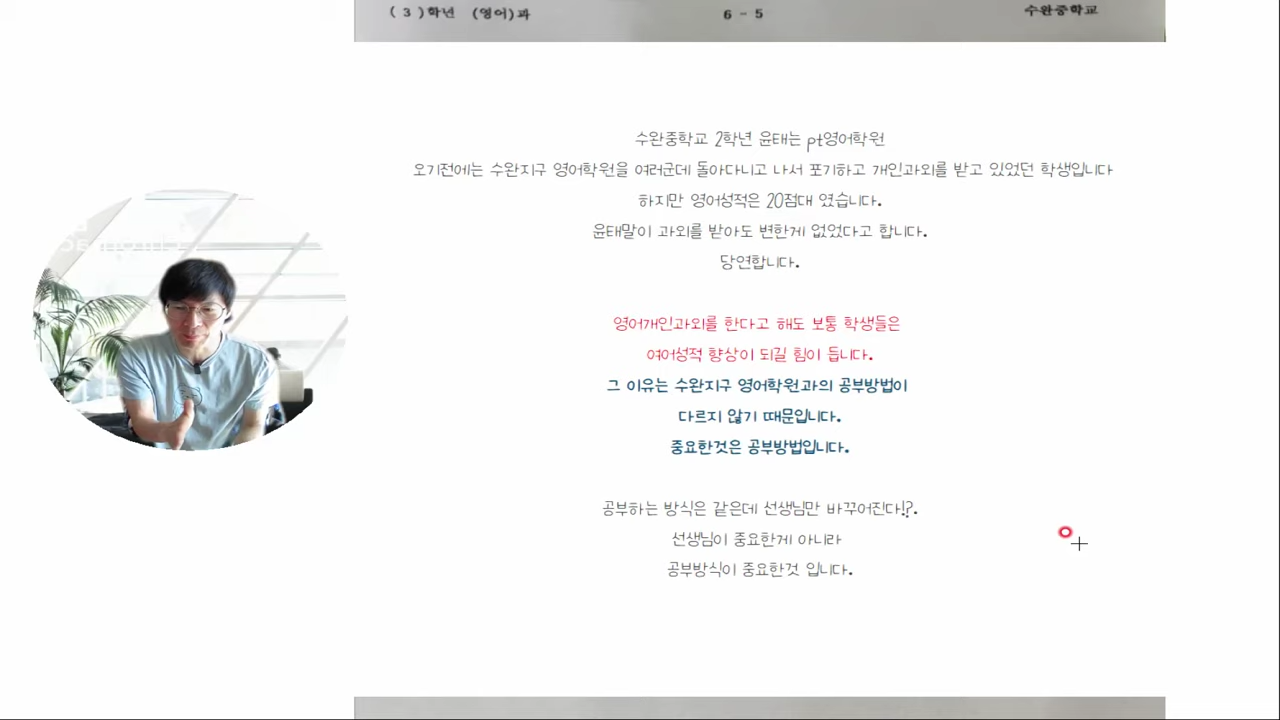 ( 3 )학년 (영어)과 6 - 5 수완중학교
수완중학교 2학년 윤태는 pt영어학원
오기전에는 수완지구 영어학원을 여러군데 돌아다니고 나서 포기하고 개인과외를 받고 있었던 학생입니다
하지만 영어성적은 20점대 였습니다.
윤태말이 과외를 받아도 변한게 없었다고 합니다.
당연합니다.
영어개인과외를 한다고 해도 보통 학생들은
여어성적 향상이 되길 힘이 듭니다.
그 이유는 수완지구 영어학원과의 공부방법이
다르지 않기 때문입니다.
중요한것은 공부방법입니다.
공부하는 방식은 같은데 선생님만 바꾸어진다!?.
선생님이 중요한게 아니라
공부방식이 중요한것 입니다.